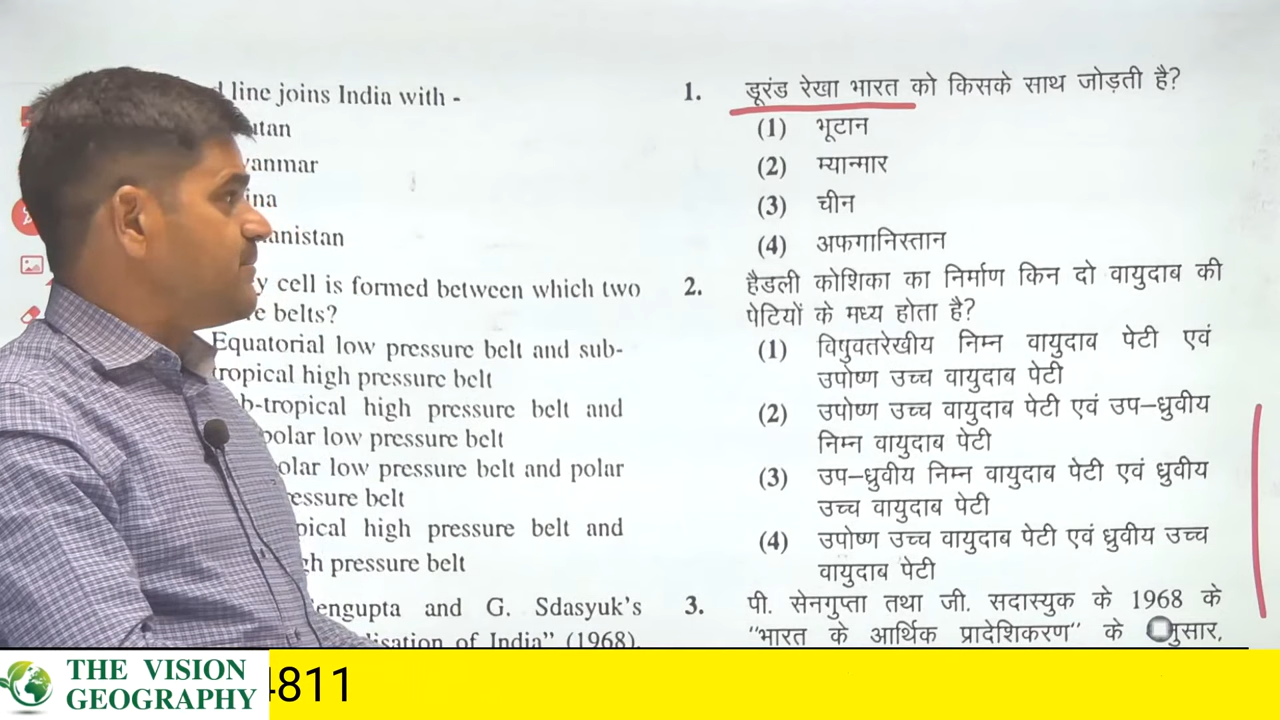 line joins India with -
anmar
ina
anistan
cell is formed between which two
belts?
Equatorial low pressure belt and sub-
tropical high pressure belt
b-tropical high pressure belt and
polar low pressure belt
olar low pressure belt and polar
essure belt
pical high pressure belt and
gh pressure belt
engupta and G. Sdasyuk's
lisation of India" (1968),
1. डूरंड रेखा भारत को किसके साथ जोड़ती है?
(1) भूटान
(2) म्यान्मार
(3) चीन
(4) अफगानिस्तान
2. हैडली कोशिका का निर्माण किन दो वायुदाब की
पेटियों के मध्य होता है?
(1) विषुवतरेखीय निम्न वायुदाब पेटी एवं
उपोष्ण उच्च वायुदाब पेटी
(2) उपोष्ण उच्च वायुदाब पेटी एवं उप–ध्रुवीय
निम्न वायुदाब पेटी
(3) उप–ध्रुवीय निम्न वायुदाब पेटी एवं ध्रुवीय
उच्च वायुदाब पेटी
(4) उपोष्ण उच्च वायुदाब पेटी एवं ध्रुवीय उच्च
वायुदाब पेटी
3. पी. सेनगुप्ता तथा जी. सदास्युक के 1968 के
"भारत के आर्थिक प्रादेशिकरण" के
THE VISION
GEOGRAPHY
4811